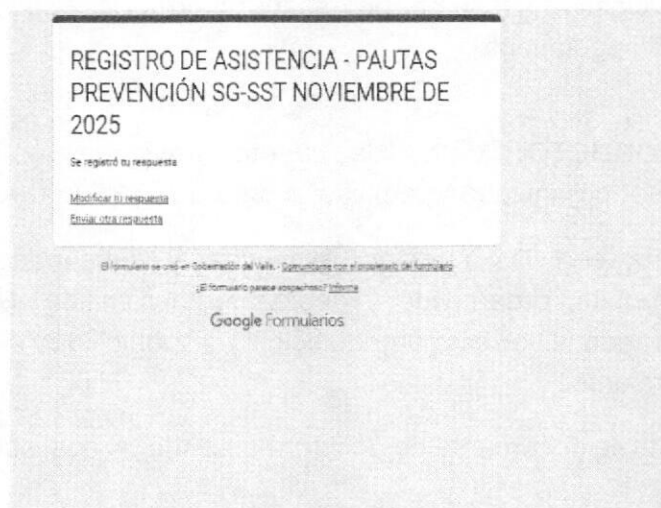 REGISTRO DE ASISTENCIA - PAUTAS
PREVENCIÓN SG-SST NOVIEMBRE DE
2025
Se registró tu respuesta
Modificar tu respuesta
Enviar otra respuesta
El formulario se creó en Gobernación del Valle. - Comunicarse con el propietario del formulario
¿El formulario parece sospechoso? Informe
Google Formularios